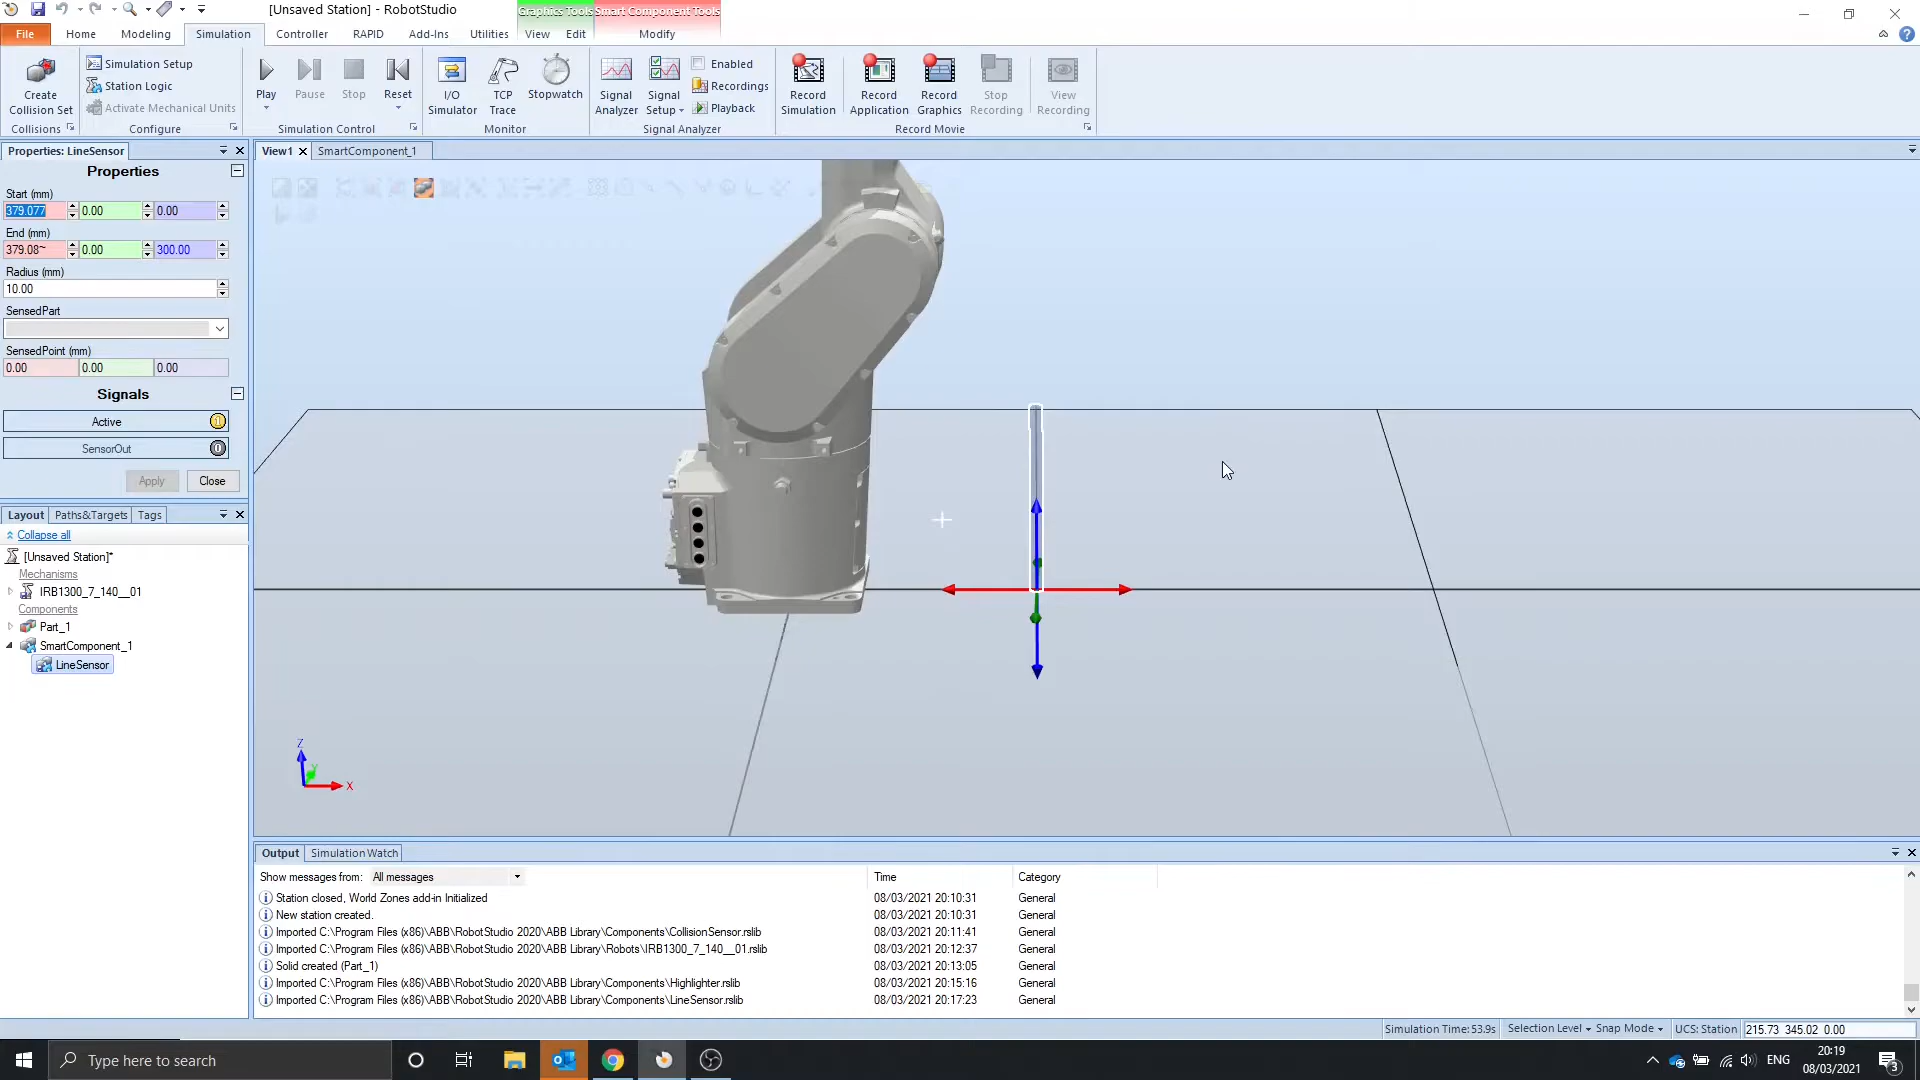 [Unsaved Station] - RobotStudio
Graphics Tools
Smart Component Tools
File
Home
Modeling
Simulation
Controller
RAPID
Add-Ins
Utilities
View
Edit
Modify
Create
Collision Set
Collisions
Simulation Setup
Station Logic
Activate Mechanical Units
Configure
Play
Pause
Stop
Reset
Simulation Control
I/O
Simulator
TCP
Trace
Stopwatch
Monitor
Signal
Analyzer
Signal
Setup
Enabled
Recordings
Playback
Signal Analyzer
Record
Simulation
Record
Application
Record
Graphics
Stop
Recording
View
Recording
Record Movie
Properties: LineSensor
View1
SmartComponent_1
Properties
Start (mm)
379.077 0.00 0.00
End (mm)
379.08~ 0.00 300.00
Radius (mm)
10.00
SensedPart
SensedPoint (mm)
0.00 0.00 0.00
Signals
Active 1
SensorOut 0
Apply Close
Layout
Paths&Targets
Tags
Collapse all
[Unsaved Station]*
Mechanisms
IRB1300_7_140__01
Components
Part_1
SmartComponent_1
LineSensor
Z
Y
X
Output
Simulation Watch
Show messages from: All messages Time Category
Station closed, World Zones add-in Initialized 08/03/2021 20:10:31 General
New station created. 08/03/2021 20:10:31 General
Imported C:\Program Files (x86)\ABB\RobotStudio 2020\ABB Library\Components\CollisionSensor.rslib 08/03/2021 20:11:41 General
Imported C:\Program Files (x86)\ABB\RobotStudio 2020\ABB Library\Robots\IRB1300_7_140__01.rslib 08/03/2021 20:12:37 General
Solid created (Part_1) 08/03/2021 20:13:05 General
Imported C:\Program Files (x86)\ABB\RobotStudio 2020\ABB Library\Components\Highlighter.rslib 08/03/2021 20:15:16 General
Imported C:\Program Files (x86)\ABB\RobotStudio 2020\ABB Library\Components\LineSensor.rslib 08/03/2021 20:17:23 General
Simulation Time: 53.9s Selection Level Snap Mode UCS: Station 215.73 345.02 0.00
Type here to search
ENG
20:19
08/03/2021
3